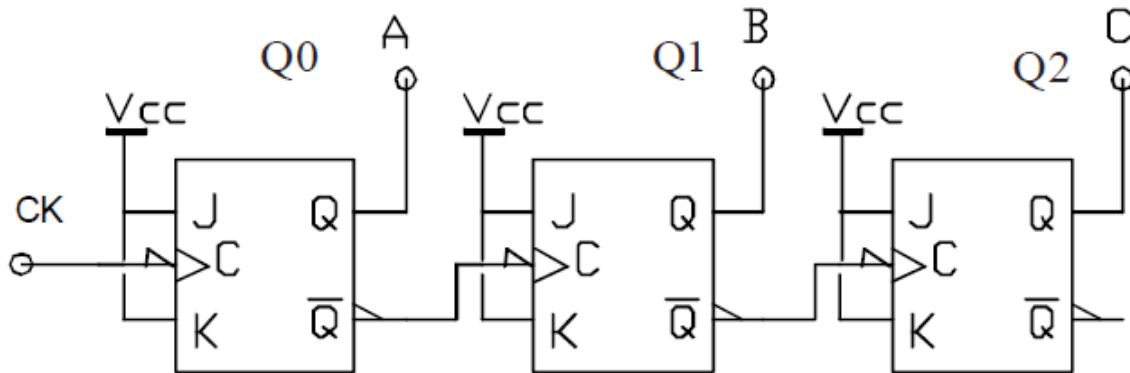 A B C
Q0 Q1 Q2
Vcc Vcc Vcc
CK
J Q J Q J Q
C C C
K Q̅ K Q̅ K Q̅